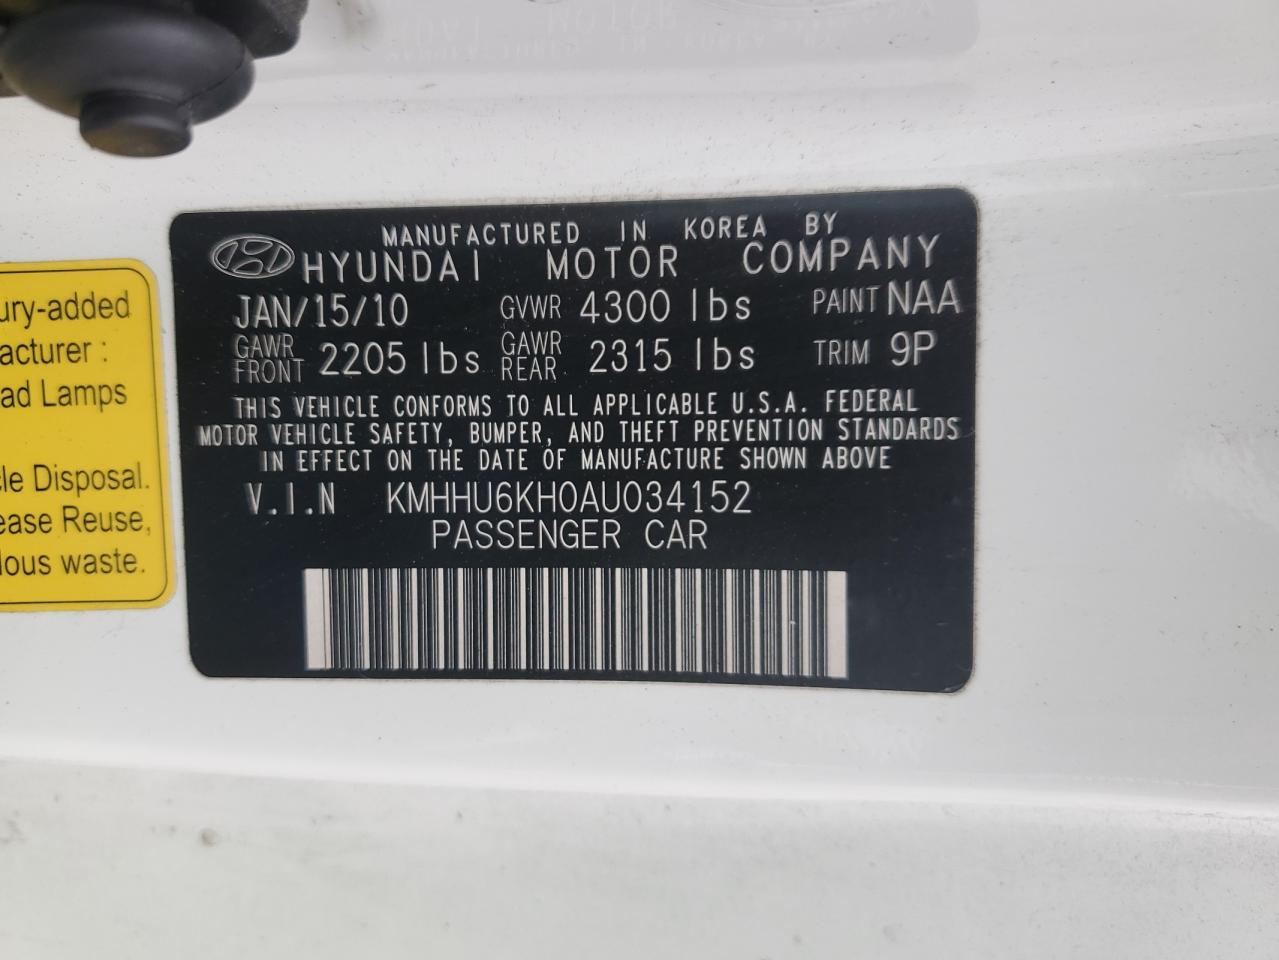 MANUFACTURED IN KOREA BY
HYUNDAI MOTOR COMPANY
JAN/15/10 GVWR 4300 lbs PAINT NAA
GAWR FRONT 2205 lbs GAWR REAR 2315 lbs TRIM 9P
THIS VEHICLE CONFORMS TO ALL APPLICABLE U.S.A. FEDERAL
MOTOR VEHICLE SAFETY, BUMPER, AND THEFT PREVENTION STANDARDS
IN EFFECT ON THE DATE OF MANUFACTURE SHOWN ABOVE
V.I.N KMHHU6KH0AU034152
PASSENGER CAR
ury-added
acturer :
ad Lamps
cle Disposal.
ease Reuse,
dous waste.